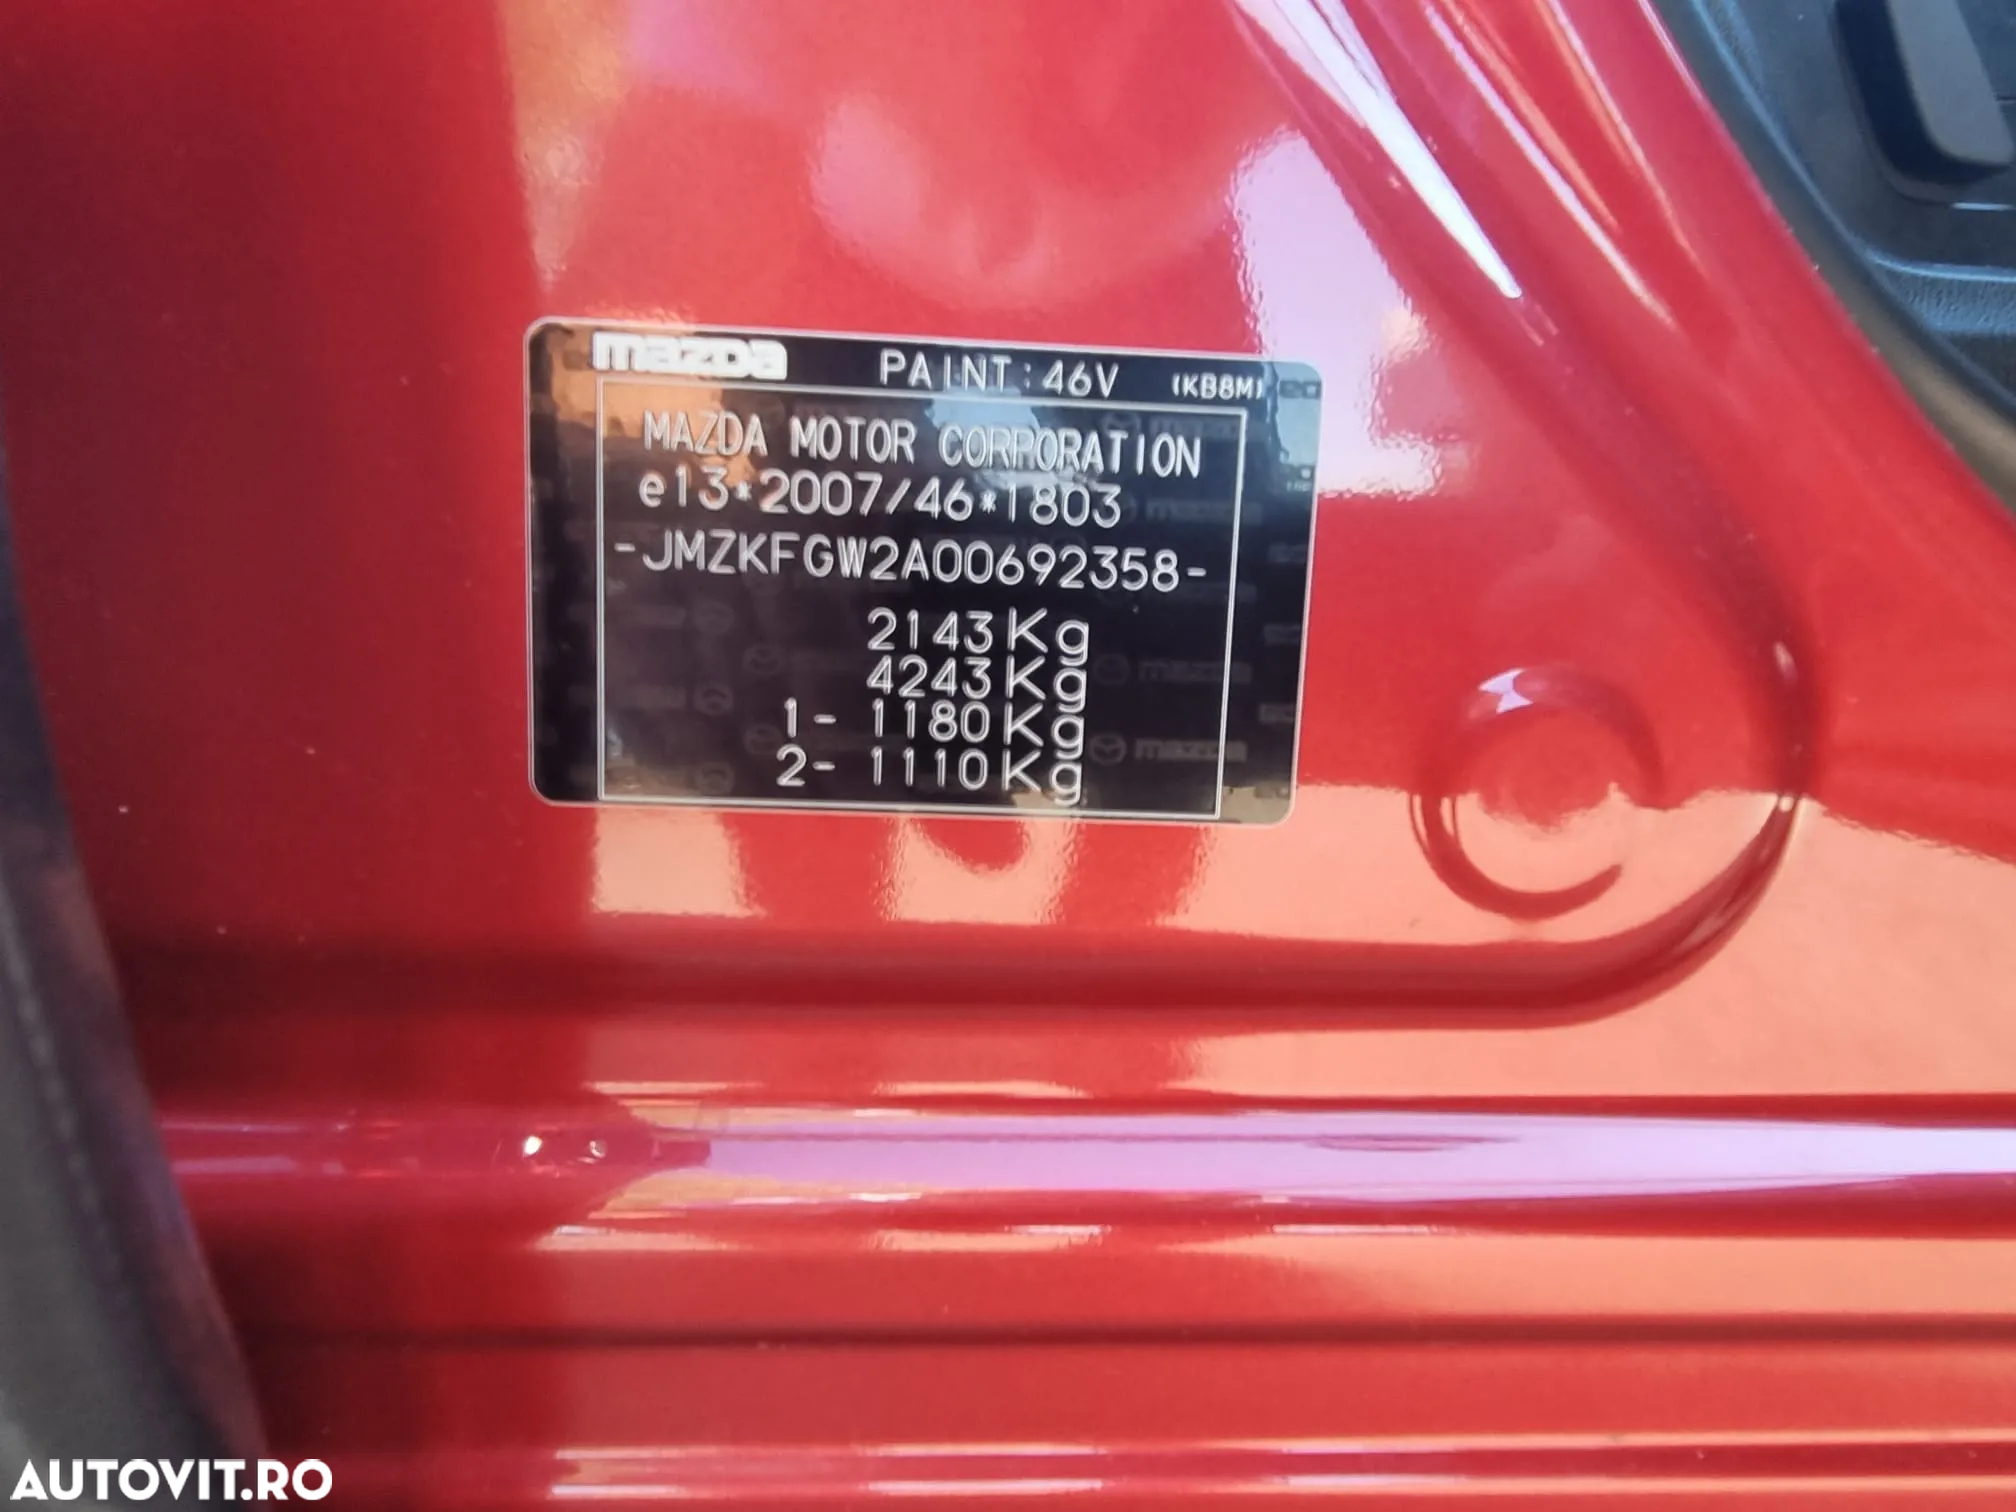 mazda PAINT:46V (KB8M)
MAZDA MOTOR CORPORATION
e13*2007/46*1803
-JMZKFGW2A00692358-
2143Kg
4243Kg
1- 1180Kg
2- 1110Kg
AUTOVIT.RO